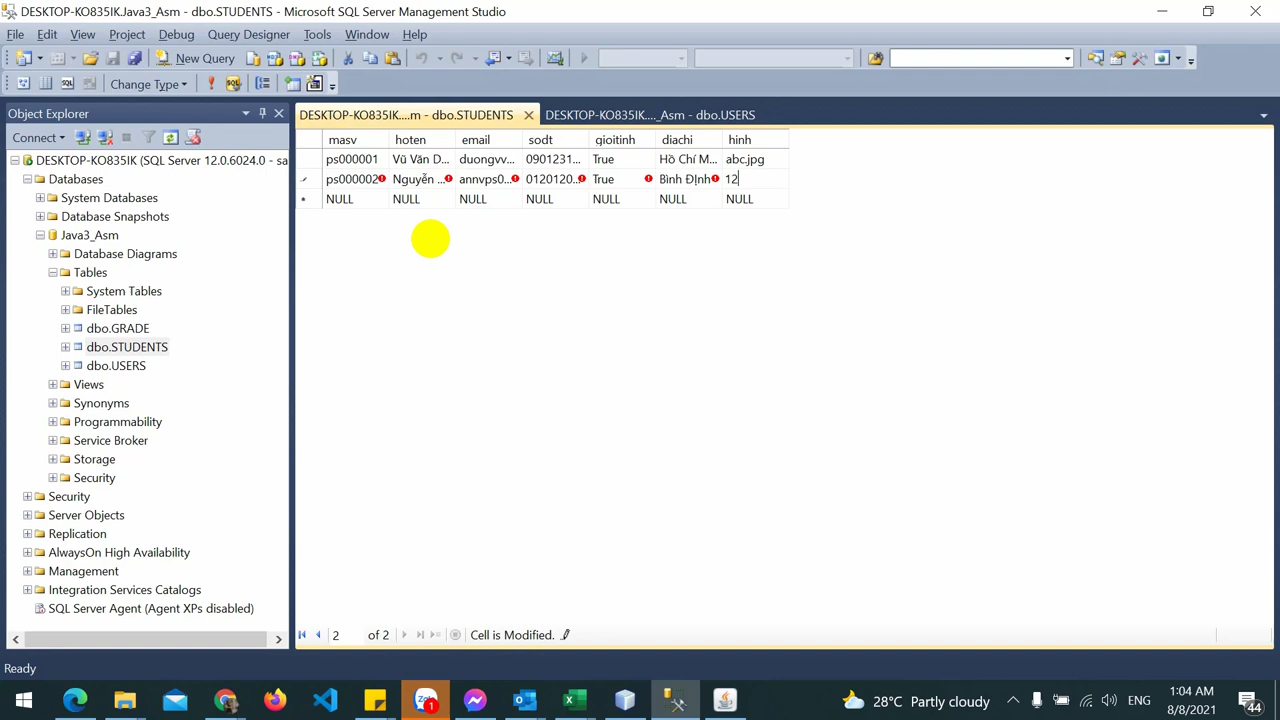 DESKTOP-KO835IK.Java3_Asm - dbo.STUDENTS - Microsoft SQL Server Management Studio
File Edit View Project Debug Query Designer Tools Window Help
New Query
Change Type
Object Explorer
DESKTOP-KO835IK....m - dbo.STUDENTS
DESKTOP-KO835IK...._Asm - dbo.USERS
Connect
masv hoten email sodt gioitinh diachi hinh
ps000001 Vũ Văn D... duongvv... 0901231... True Hồ Chí M... abc.jpg
ps000002 Nguyễn ... annvps0... 0120120... True Bình Định 12
NULL NULL NULL NULL NULL NULL NULL
DESKTOP-KO835IK (SQL Server 12.0.6024.0 - sa
Databases
System Databases
Database Snapshots
Java3_Asm
Database Diagrams
Tables
System Tables
FileTables
dbo.GRADE
dbo.STUDENTS
dbo.USERS
Views
Synonyms
Programmability
Service Broker
Storage
Security
Security
Server Objects
Replication
AlwaysOn High Availability
Management
Integration Services Catalogs
SQL Server Agent (Agent XPs disabled)
2 of 2 Cell is Modified.
Ready
Zalo 1
28°C Partly cloudy
ENG
1:04 AM
8/8/2021
44